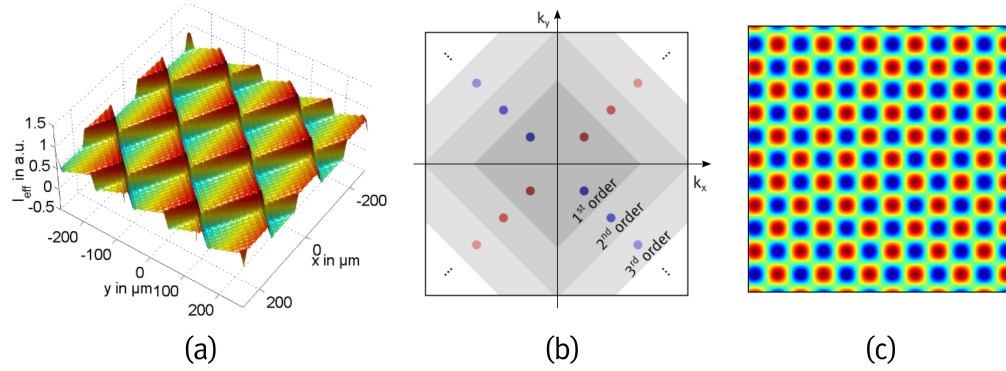 I_eff in a.u.
1.5
1
0.5
0
-0.5
-200
-100
0
100
200
y in µm
-200
0
200
x in µm
(a)
k_y
k_x
...
...
1st order
2nd order
3rd order
...
...
(b)
(c)